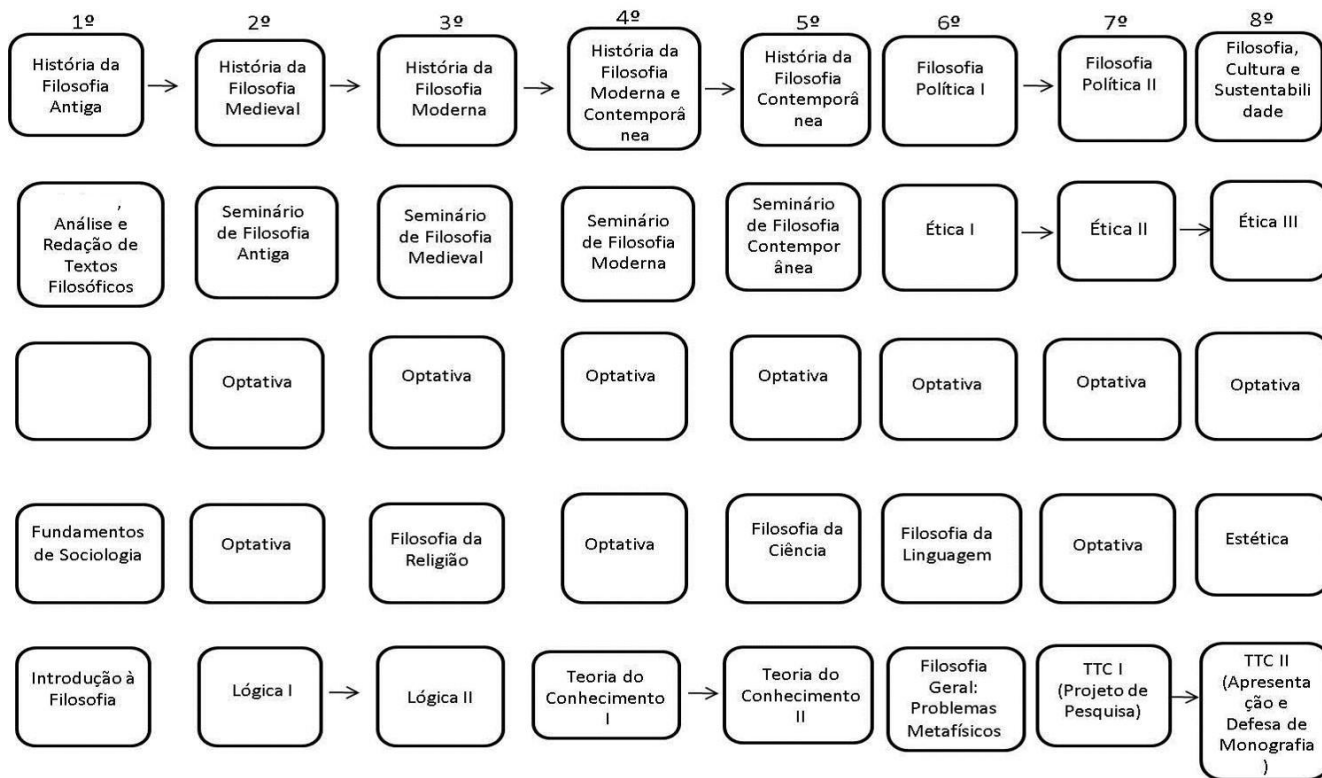 1º
2º
3º
4º
5º
6º
7º
8º
História da
Filosofia
Antiga
História da
Filosofia
Medieval
História da
Filosofia
Moderna
História da
Filosofia
Moderna e
Contemporâ
nea
História da
Filosofia
Contemporâ
nea
Filosofia
Política I
Filosofia
Política II
Filosofia,
Cultura e
Sustentabili
dade
,
Análise e
Redação de
Textos
Filosóficos
Seminário
de Filosofia
Antiga
Seminário
de Filosofia
Medieval
Seminário
de Filosofia
Moderna
Seminário
de Filosofia
Contempor
ânea
Ética I
Ética II
Ética III
Optativa
Optativa
Optativa
Optativa
Optativa
Optativa
Optativa
Fundamentos
de Sociologia
Optativa
Filosofia da
Religião
Optativa
Filosofia da
Ciência
Filosofia da
Linguagem
Optativa
Estética
Introdução à
Filosofia
Lógica I
Lógica II
Teoria do
Conhecimento
I
Teoria do
Conhecimento
II
Filosofia
Geral:
Problemas
Metafísicos
TTC I
(Projeto de
Pesquisa)
TTC II
(Apresenta
ção e
Defesa de
Monografia
)